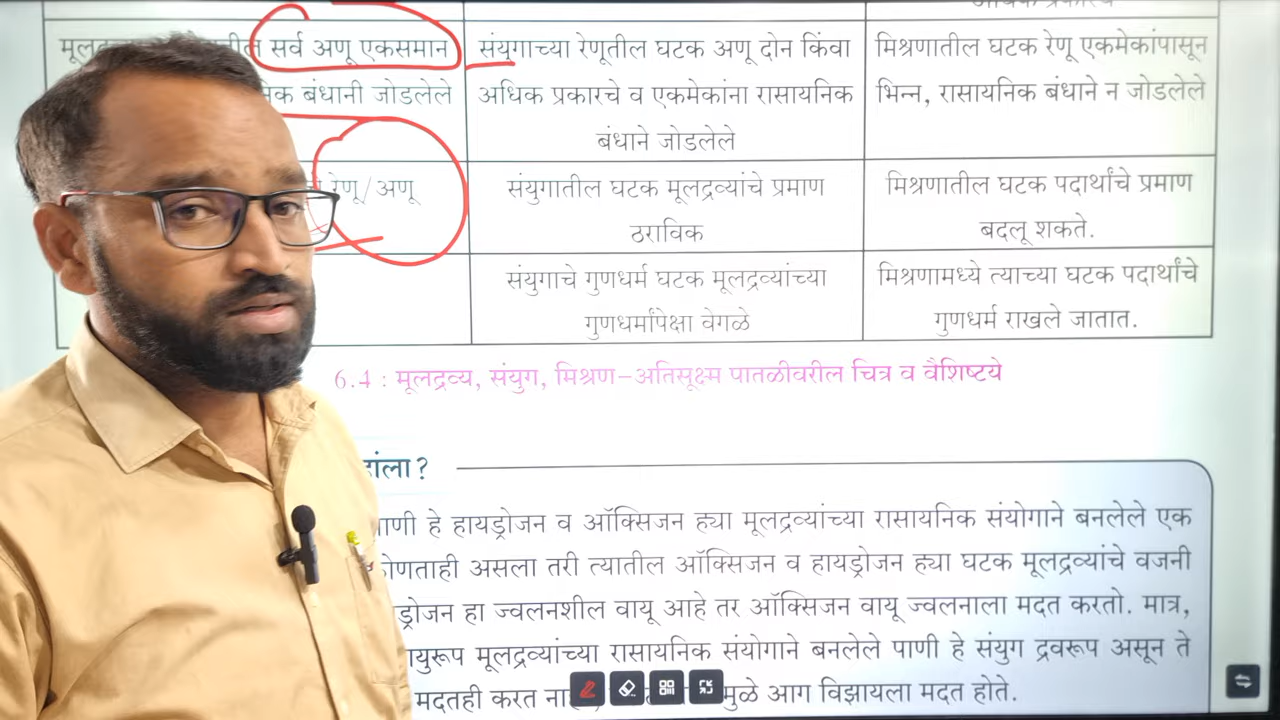 सर्व अणू एकसमान
बंधानी जोडलेले
रेणू/अणू
संयुगाच्या रेणूतील घटक अणू दोन किंवा
अधिक प्रकारचे व एकमेकांना रासायनिक
बंधाने जोडलेले
संयुगातील घटक मूलद्रव्यांचे प्रमाण
ठराविक
संयुगाचे गुणधर्म घटक मूलद्रव्यांच्या
गुणधर्मांपेक्षा वेगळे
मिश्रणातील घटक रेणू एकमेकांपासून
भिन्न, रासायनिक बंधाने न जोडलेले
मिश्रणातील घटक पदार्थांचे प्रमाण
बदलू शकते.
मिश्रणामध्ये त्याच्या घटक पदार्थांचे
गुणधर्म राखले जातात.
6.4 : मूलद्रव्य, संयुग, मिश्रण-अतिसूक्ष्म पातळीवरील चित्र व वैशिष्टये
हे हायड्रोजन व ऑक्सिजन ह्या मूलद्रव्यांच्या रासायनिक संयोगाने बनलेले एक
असला तरी त्यातील ऑक्सिजन व हायड्रोजन ह्या घटक मूलद्रव्यांचे वजनी
हा ज्वलनशील वायू आहे तर ऑक्सिजन वायू ज्वलनाला मदत करतो. मात्र,
मूलद्रव्यांच्या रासायनिक संयोगाने बनलेले पाणी हे संयुग द्रवरूप असून ते
मदतही करत आग विझायला मदत होते.